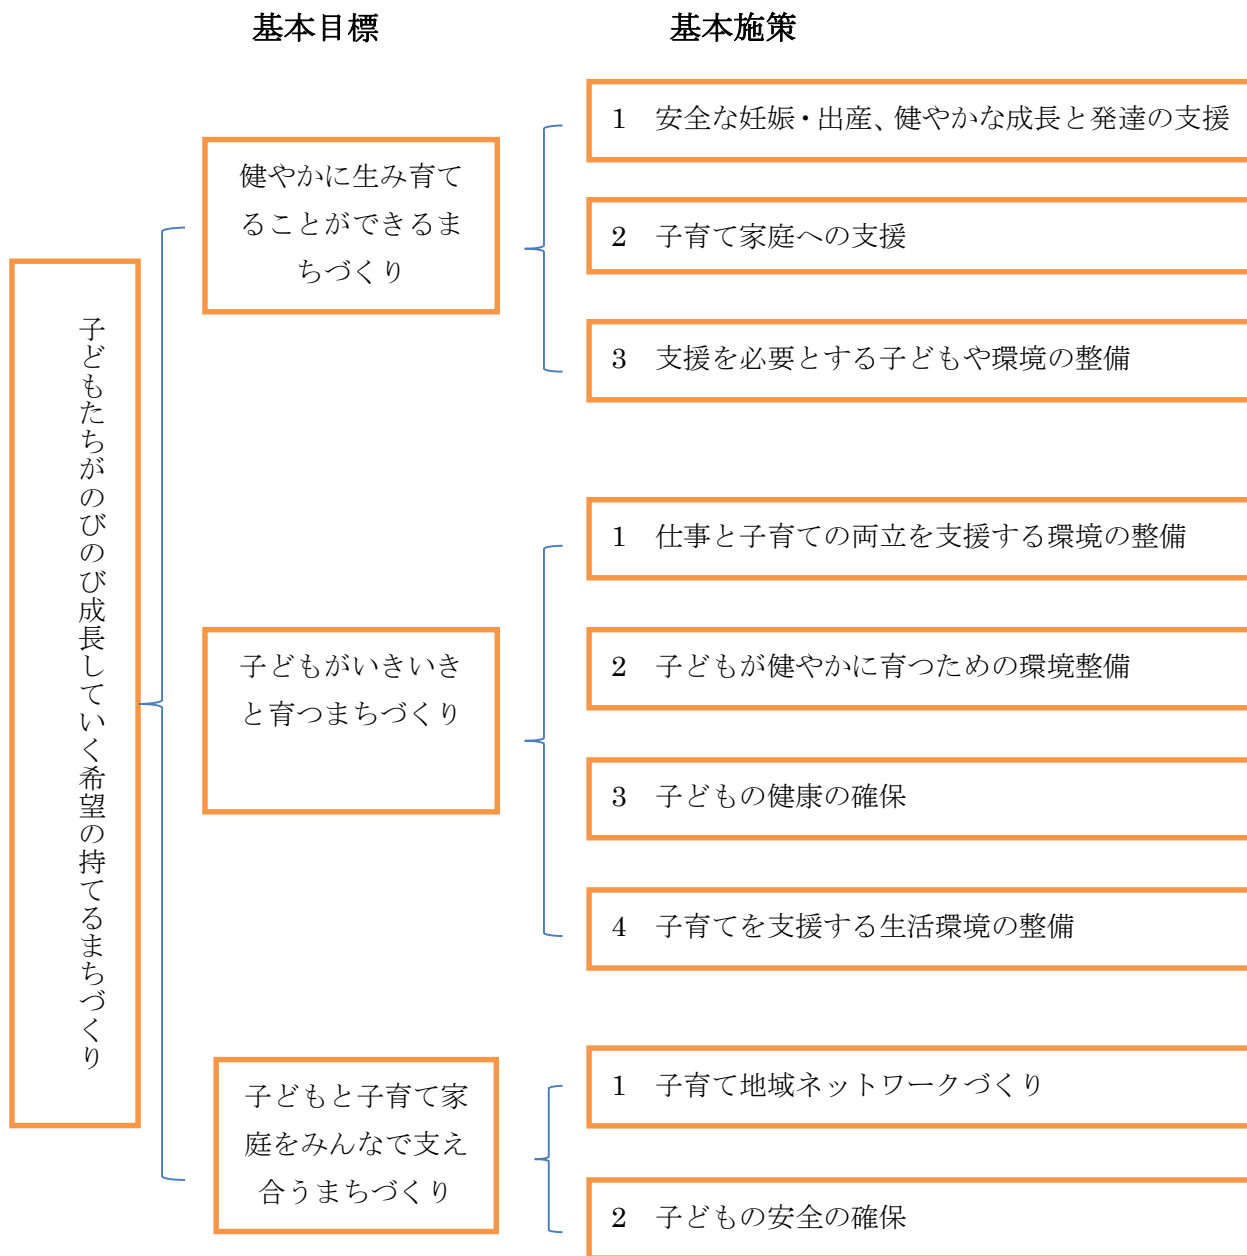 基本目標
基本施策
子どもたちがのびのび成長していく希望の持てるまちづくり
健やかに生み育て
ることができるま
ちづくり
1 安全な妊娠・出産、健やかな成長と発達の支援
2 子育て家庭への支援
3 支援を必要とする子どもや環境の整備
子どもがいきいき
と育つまちづくり
1 仕事と子育ての両立を支援する環境の整備
2 子どもが健やかに育つための環境整備
3 子どもの健康の確保
4 子育てを支援する生活環境の整備
子どもと子育て家
庭をみんなで支え
合うまちづくり
1 子育て地域ネットワークづくり
2 子どもの安全の確保